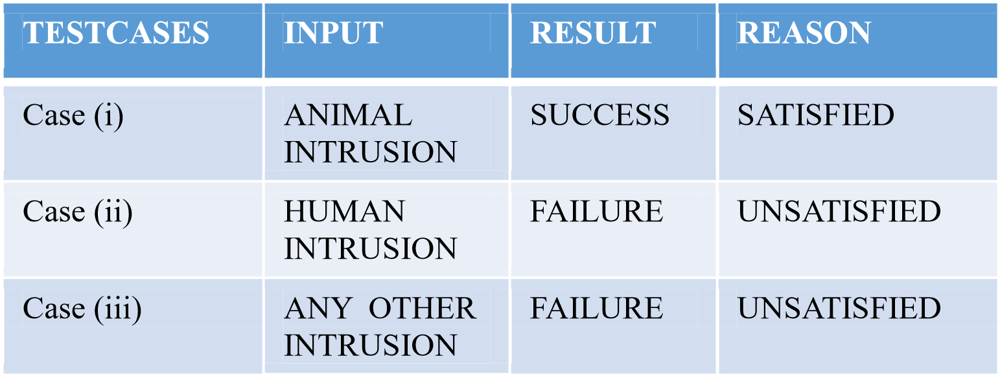 TESTCASES INPUT RESULT REASON
Case (i) ANIMAL SUCCESS SATISFIED
INTRUSION
Case (ii) HUMAN FAILURE UNSATISFIED
INTRUSION
Case (iii) ANY OTHER FAILURE UNSATISFIED
INTRUSION